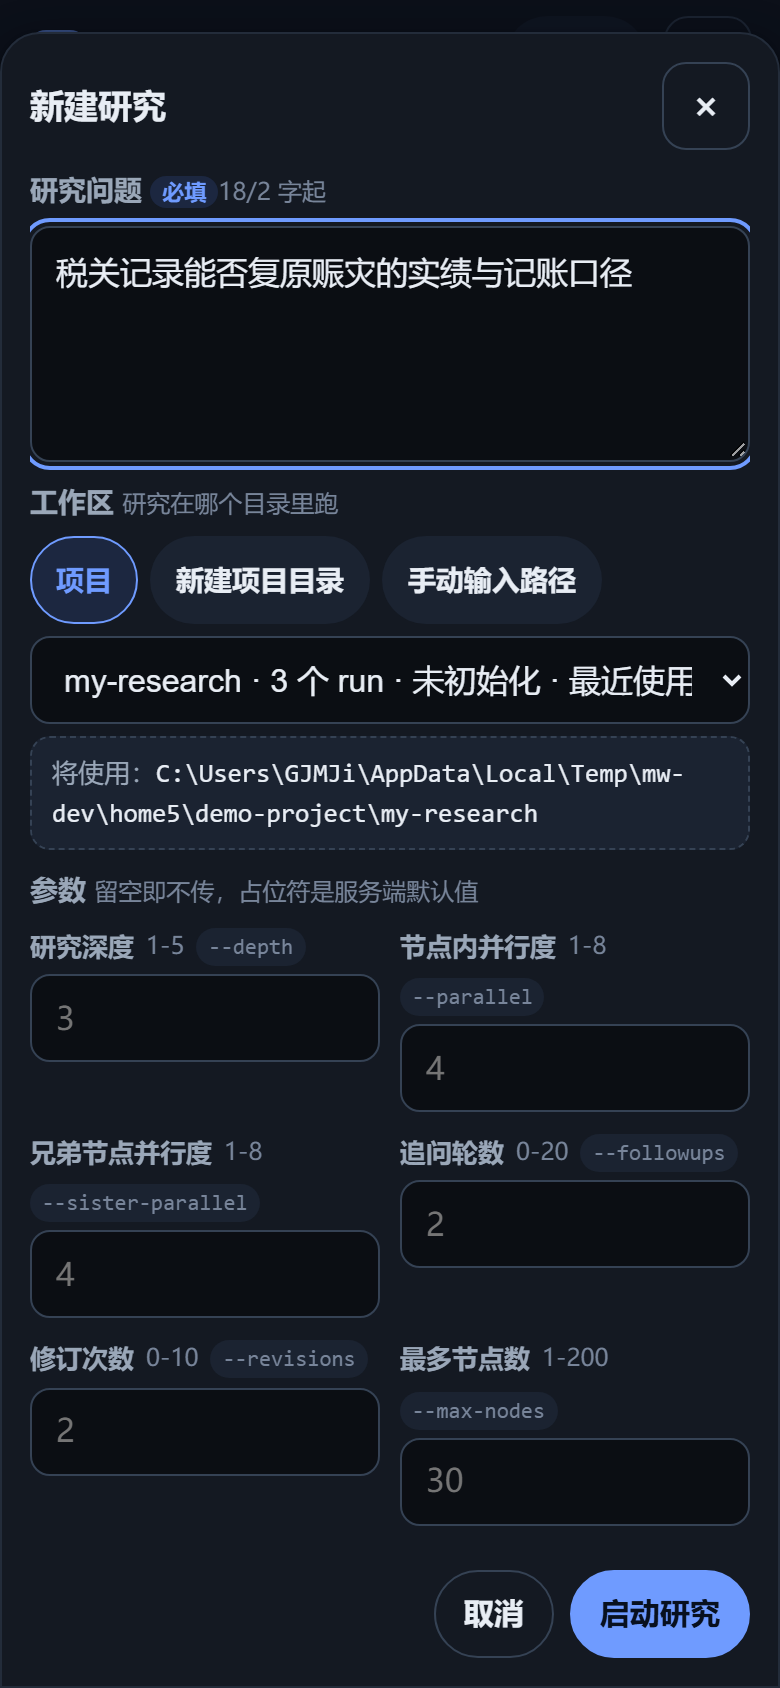 新建研究
×
研究问题 必填 18/2 字起
税关记录能否复原赈灾的实绩与记账口径
工作区 研究在哪个目录里跑
项目 新建项目目录 手动输入路径
my-research · 3 个 run · 未初始化 · 最近使用
将使用：C:\Users\GJMJi\AppData\Local\Temp\mw-
dev\home5\demo-project\my-research
参数 留空即不传，占位符是服务端默认值
研究深度 1-5 --depth
3
节点内并行度 1-8
--parallel
4
兄弟节点并行度 1-8
--sister-parallel
4
追问轮数 0-20 --followups
2
修订次数 0-10 --revisions
2
最多节点数 1-200
--max-nodes
30
取消 启动研究